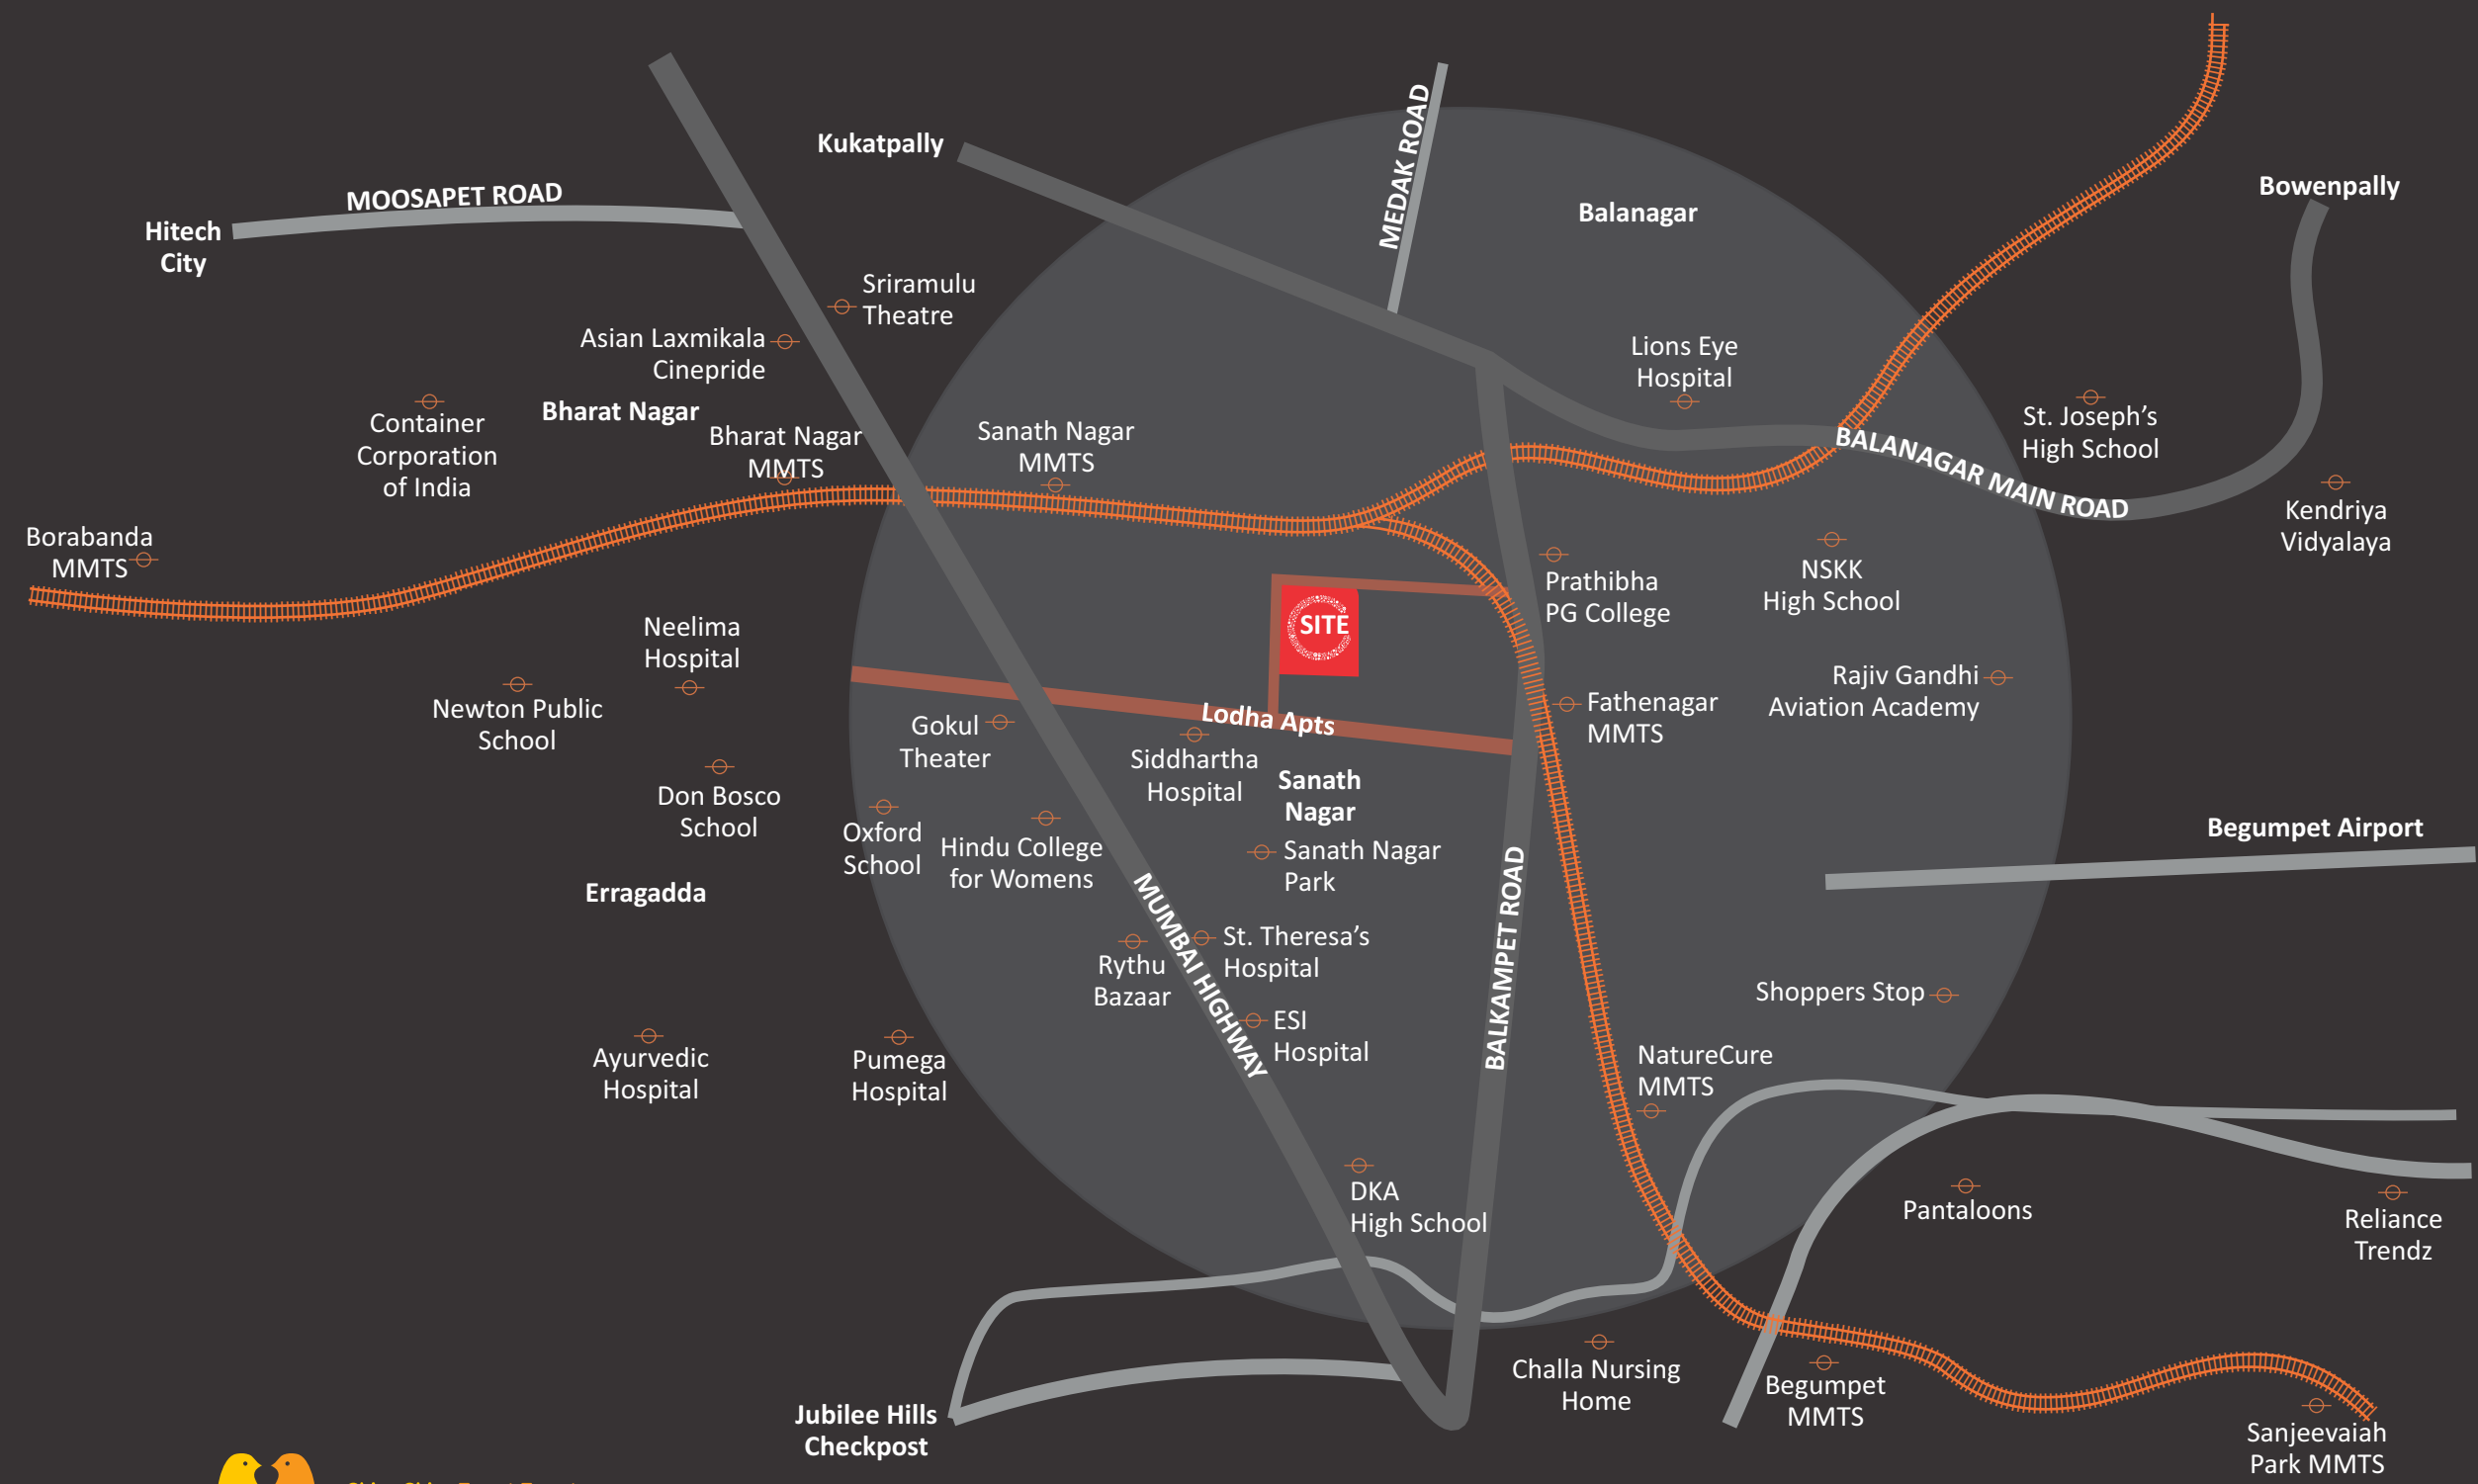 Kukatpally
MEDAK ROAD
Balanagar
Bowenpally
MOOSAPET ROAD
Hitech
City
Sriramulu
Theatre
Asian Laxmikala
Cinepride
Lions Eye
Hospital
Container
Corporation
of India
Bharat Nagar
Bharat Nagar
MMTS
Sanath Nagar
MMTS
BALANAGAR MAIN ROAD
St. Joseph’s
High School
Kendriya
Vidyalaya
Borabanda
MMTS
Prathibha
PG College
NSKK
High School
SITE
Neelima
Hospital
Newton Public
School
Rajiv Gandhi
Aviation Academy
Fathenagar
MMTS
Lodha Apts
Gokul
Theater
Siddhartha
Hospital
Sanath
Nagar
Don Bosco
School
Oxford
School
Hindu College
for Womens
Sanath Nagar
Park
Begumpet Airport
Erragadda
MUMBAI HIGHWAY
BALKAMPET ROAD
St. Theresa’s
Hospital
Rythu
Bazaar
Shoppers Stop
ESI
Hospital
Ayurvedic
Hospital
Pumega
Hospital
NatureCure
MMTS
DKA
High School
Pantaloons
Reliance
Trendz
Challa Nursing
Home
Begumpet
MMTS
Jubilee Hills
Checkpost
Sanjeevaiah
Park MMTS